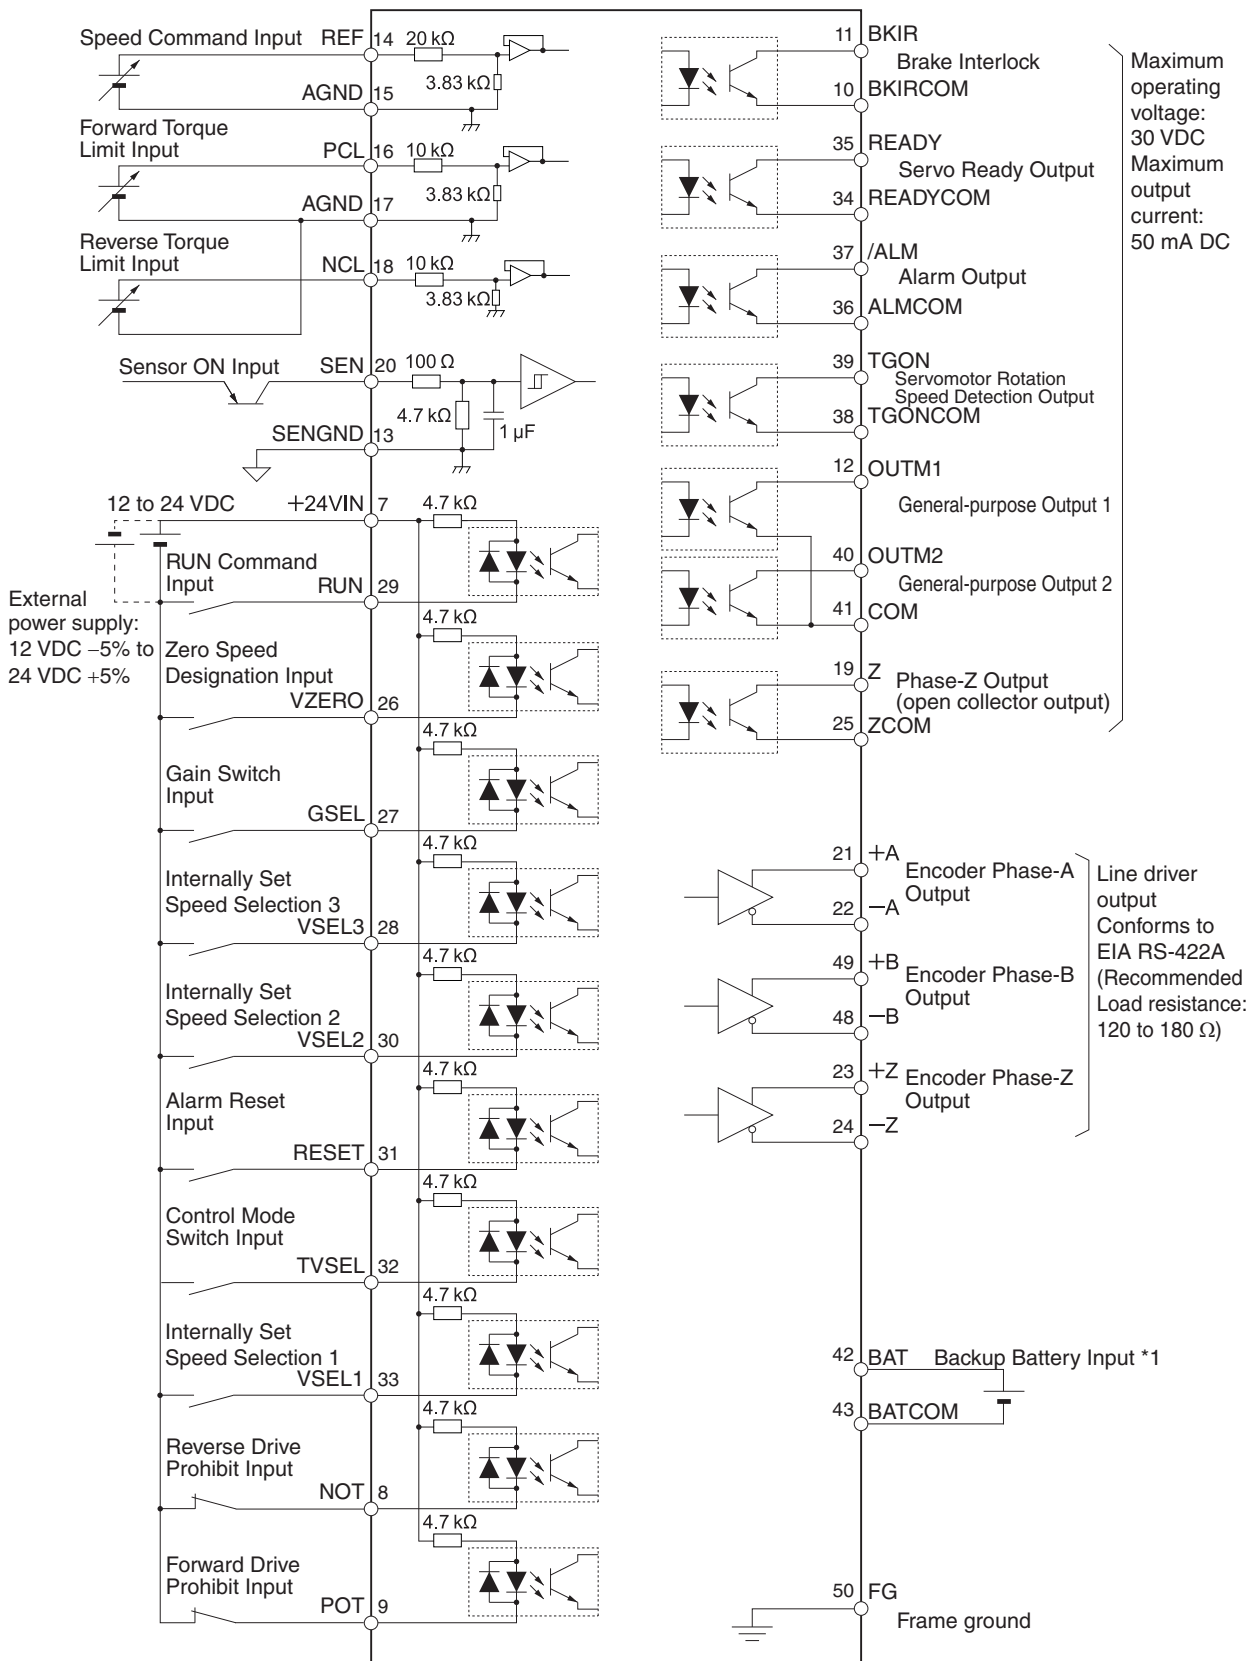 Speed Command Input REF 14 20 kΩ
3.83 kΩ
AGND 15
Forward Torque
Limit Input
PCL 16 10 kΩ
3.83 kΩ
AGND 17
Reverse Torque
Limit Input
NCL 18 10 kΩ
3.83 kΩ
Sensor ON Input SEN 20 100 Ω
4.7 kΩ
1 µF
SENGND 13
12 to 24 VDC +24VIN 7 4.7 kΩ
RUN Command
Input
RUN 29
External
power supply:
12 VDC −5% to
24 VDC +5%
4.7 kΩ
Zero Speed
Designation Input
VZERO 26
4.7 kΩ
Gain Switch
Input
GSEL 27
4.7 kΩ
Internally Set
Speed Selection 3
VSEL3 28
4.7 kΩ
Internally Set
Speed Selection 2
VSEL2 30
4.7 kΩ
Alarm Reset
Input
RESET 31
4.7 kΩ
Control Mode
Switch Input
TVSEL 32
4.7 kΩ
Internally Set
Speed Selection 1
VSEL1 33
4.7 kΩ
Reverse Drive
Prohibit Input
NOT 8
4.7 kΩ
Forward Drive
Prohibit Input
POT 9
11 BKIR
Brake Interlock
10 BKIRCOM
35 READY
Servo Ready Output
34 READYCOM
37 /ALM
Alarm Output
36 ALMCOM
39 TGON
Servomotor Rotation
Speed Detection Output
38 TGONCOM
12 OUTM1
General-purpose Output 1
40 OUTM2
General-purpose Output 2
41 COM
19 Z
Phase-Z Output
(open collector output)
25 ZCOM
Maximum
operating
voltage:
30 VDC
Maximum
output
current:
50 mA DC
21 +A
Encoder Phase-A
Output
22 −A
49 +B
Encoder Phase-B
Output
48 −B
23 +Z
Encoder Phase-Z
Output
24 −Z
Line driver
output
Conforms to
EIA RS-422A
(Recommended
Load resistance:
120 to 180 Ω)
42 BAT Backup Battery Input *1
43 BATCOM
50 FG
Frame ground